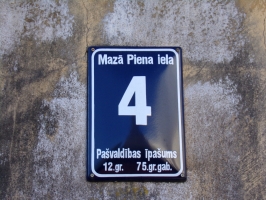 Mazā Piena iela
4
Pašvaldības īpašums
12.gr. 75.gr.gab.